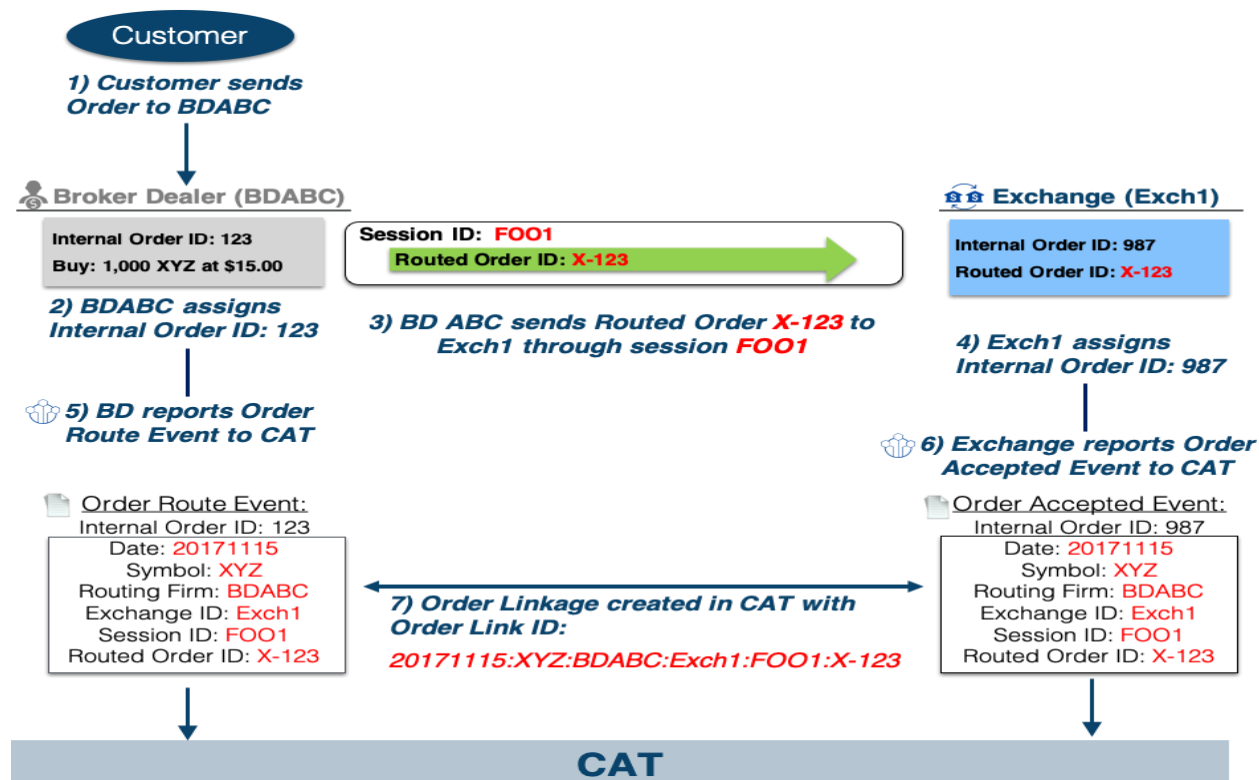 Customer
1) Customer sends
Order to BDABC
Broker Dealer (BDABC)
Internal Order ID: 123
Buy: 1,000 XYZ at $15.00
2) BDABC assigns
Internal Order ID: 123
Session ID: FOO1
Routed Order ID: X-123
3) BD ABC sends Routed Order X-123 to
Exch1 through session FOO1
Exchange (Exch1)
Internal Order ID: 987
Routed Order ID: X-123
4) Exch1 assigns
Internal Order ID: 987
5) BD reports Order
Route Event to CAT
6) Exchange reports Order
Accepted Event to CAT
Order Route Event:
Internal Order ID: 123
Date: 20171115
Symbol: XYZ
Routing Firm: BDABC
Exchange ID: Exch1
Session ID: FOO1
Routed Order ID: X-123
7) Order Linkage created in CAT with
Order Link ID:
20171115:XYZ:BDABC:Exch1:FOO1:X-123
Order Accepted Event:
Internal Order ID: 987
Date: 20171115
Symbol: XYZ
Routing Firm: BDABC
Exchange ID: Exch1
Session ID: FOO1
Routed Order ID: X-123
CAT